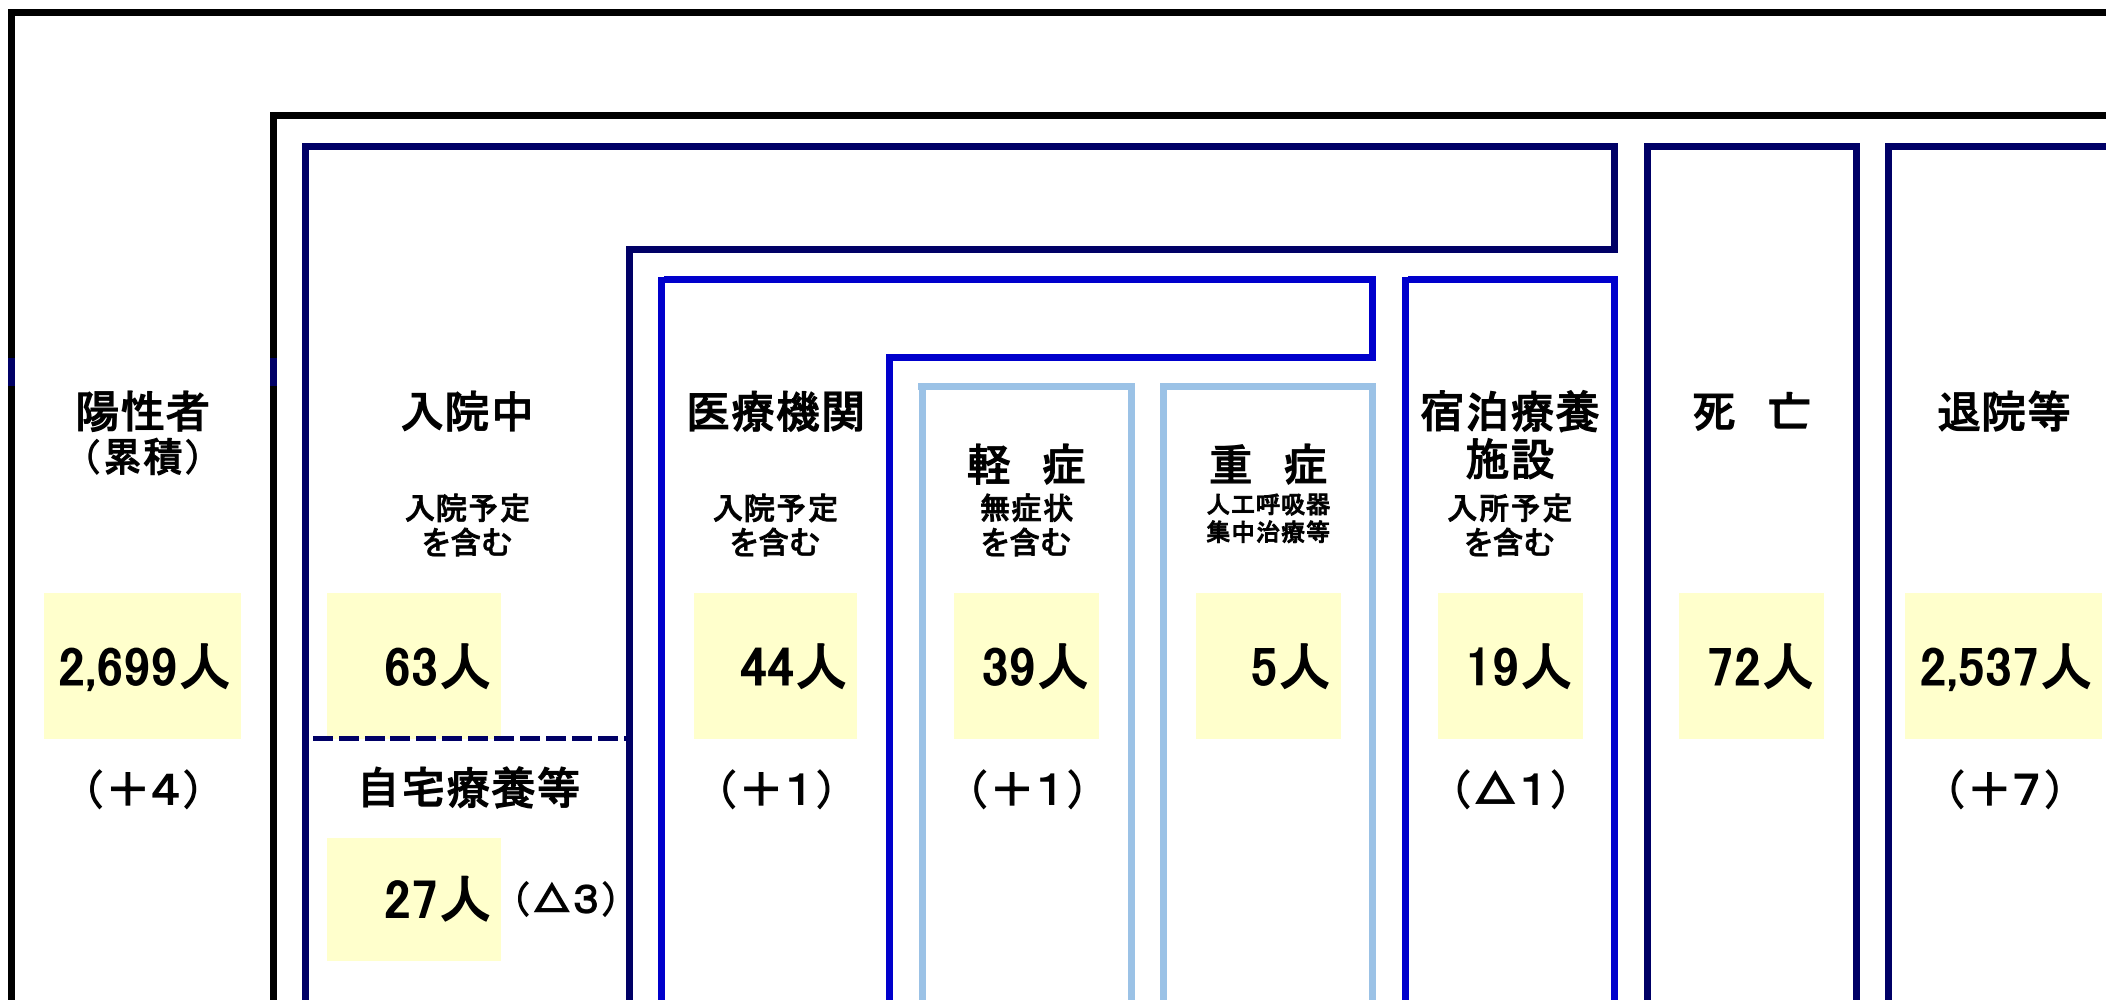 陽性者
（累積）
2,699人
（＋4）
入院中
入院予定
を含む
63人
自宅療養等
27人 （△3）
医療機関
入院予定
を含む
44人
（＋1）
軽 症
無症状
を含む
39人
（＋1）
重 症
人工呼吸器
集中治療等
5人
宿泊療養
施設
入所予定
を含む
19人
（△1）
死 亡
72人
退院等
2,537人
（＋7）